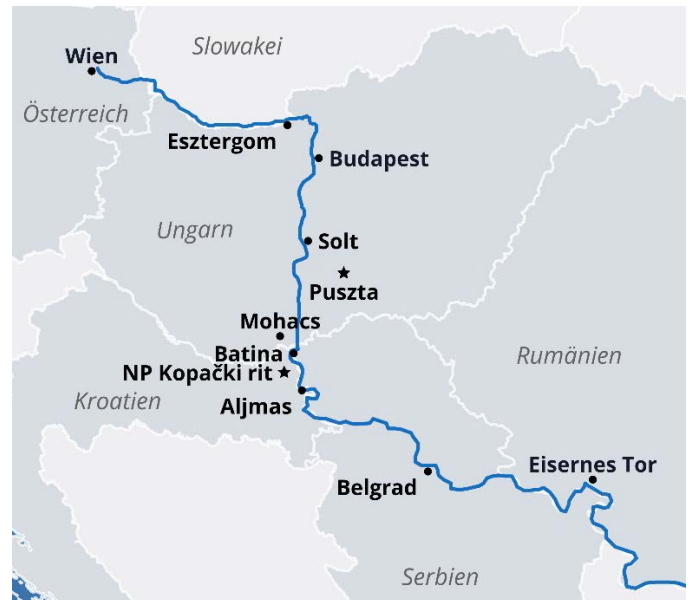 Slowakei
Wien
Österreich
Esztergom
Budapest
Ungarn
Solt
Puszta
Mohacs
Batina
Rumänien
NP Kopački rit
Kroatien
Aljmas
Eisernes Tor
Belgrad
Serbien